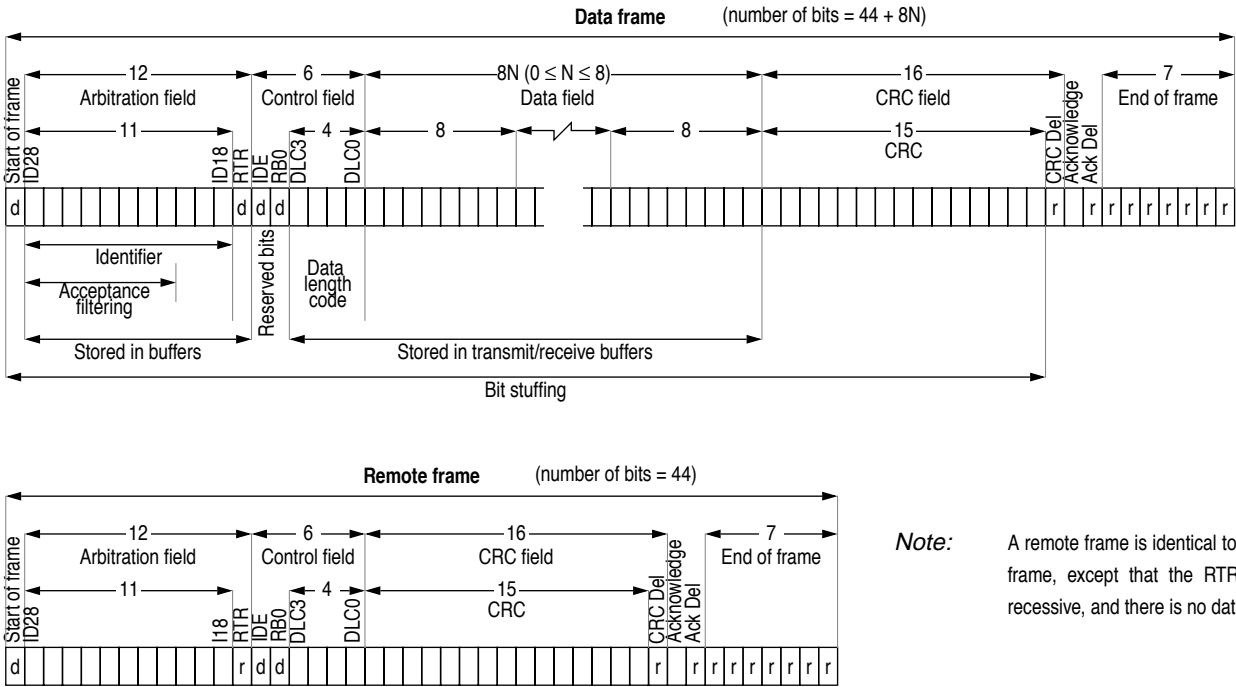 Data frame (number of bits = 44 + 8N)
12 6 8N (0 ≤ N ≤ 8) 16 7
Arbitration field Control field Data field CRC field End of frame
11 4 8 8 15
CRC
Start of frame ID28 ID18 RTR IDE RB0 DLC3 DLC0 CRC Del Acknowledge Ack Del
d d d d r r r r r r r r r
Identifier
Acceptance
filtering
Reserved bits
Data
length
code
Stored in buffers Stored in transmit/receive buffers
Bit stuffing
Remote frame (number of bits = 44)
12 6 16 7
Arbitration field Control field CRC field End of frame
11 4 15
CRC
Start of frame ID28 I18 RTR IDE RB0 DLC3 DLC0 CRC Del Acknowledge Ack Del
d r d d r r r r r r r r r
Note: A remote frame is identical to
frame, except that the RTR
recessive, and there is no dat